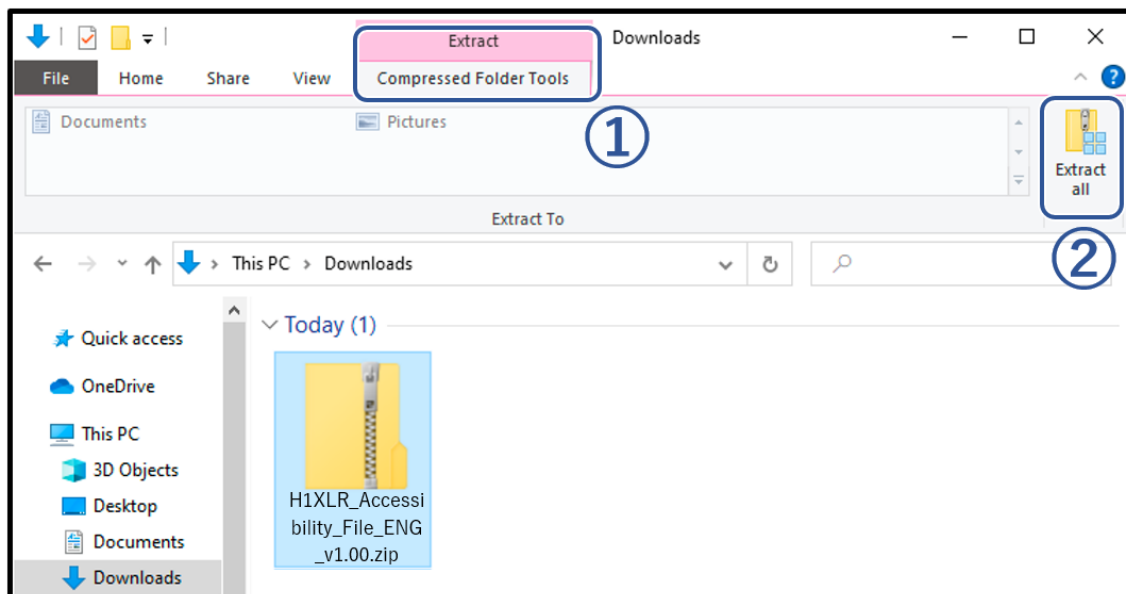 Extract
Downloads
File
Home
Share
View
Compressed Folder Tools
Documents
Pictures
①
Extract
all
Extract To
②
This PC > Downloads
Quick access
OneDrive
This PC
3D Objects
Desktop
Documents
Downloads
Today (1)
H1XLR_Accessi
bility_File_ENG
_v1.00.zip